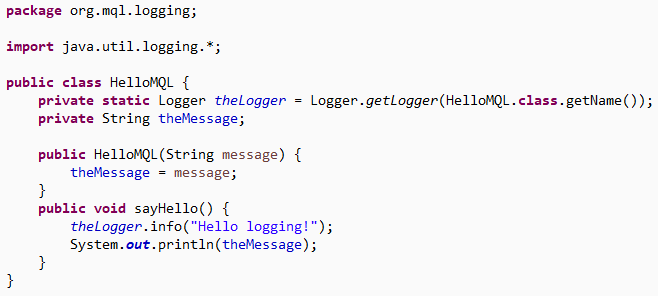 package org.mql.logging;
import java.util.logging.*;
public class HelloMQL {
private static Logger theLogger = Logger.getLogger(HelloMQL.class.getName());
private String theMessage;
public HelloMQL(String message) {
theMessage = message;
}
public void sayHello() {
theLogger.info("Hello logging!");
System.out.println(theMessage);
}
}